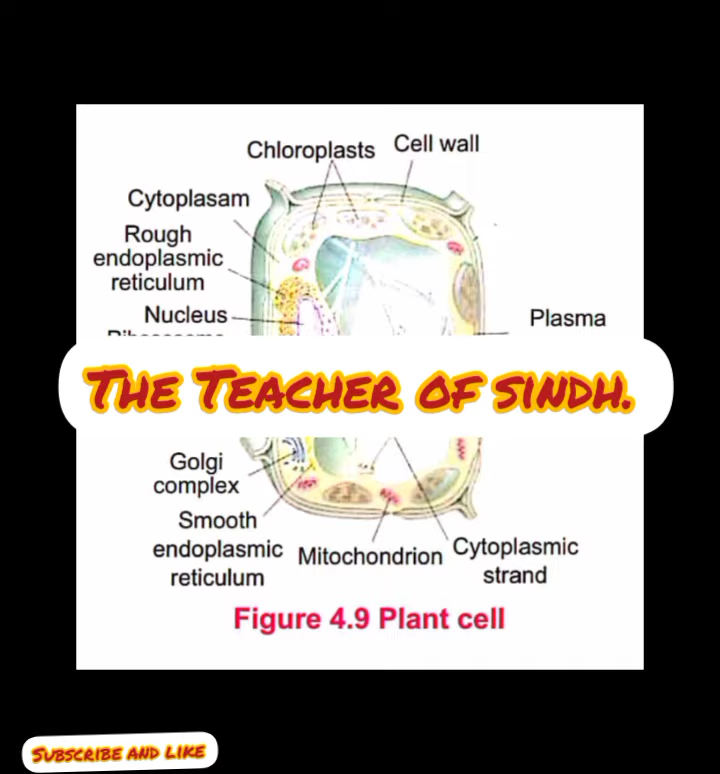 Chloroplasts Cell wall
Cytoplasam
Rough
endoplasmic
reticulum
Nucleus
Plasma
THE TEACHER OF SINDH.
Golgi
complex
Smooth
endoplasmic
reticulum
Mitochondrion
Cytoplasmic
strand
Figure 4.9 Plant cell
SUBSCRIBE AND LIKE